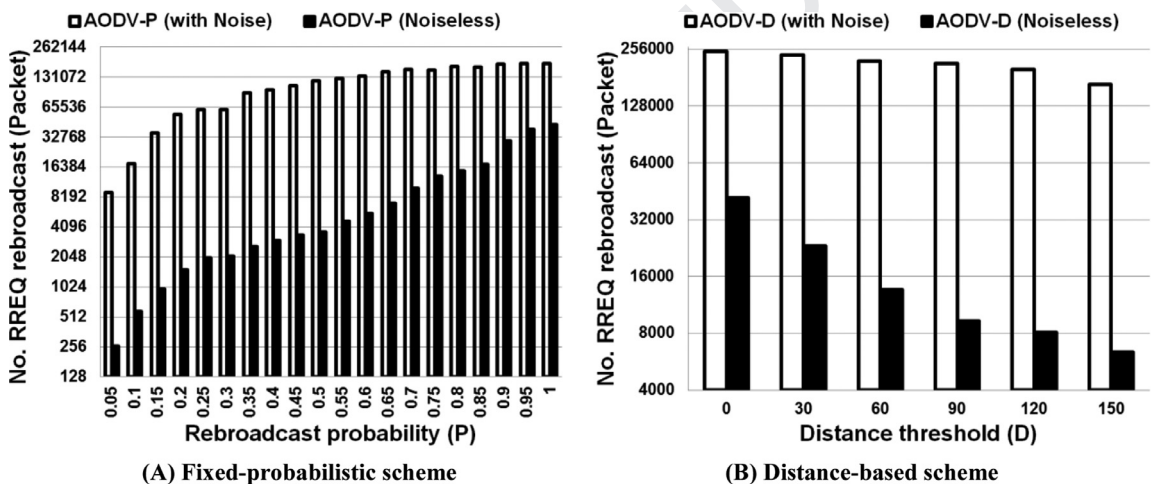 AODV-P (with Noise) AODV-P (Noiseless)
No. RREQ rebroadcast (Packet)
262144
131072
65536
32768
16384
8192
4096
2048
1024
512
256
128
0.05 0.1 0.15 0.2 0.25 0.3 0.35 0.4 0.45 0.5 0.55 0.6 0.65 0.7 0.75 0.8 0.85 0.9 0.95 1
Rebroadcast probability (P)
(A) Fixed-probabilistic scheme
AODV-D (with Noise) AODV-D (Noiseless)
No. RREQ rebroadcast (Packet)
256000
128000
64000
32000
16000
8000
4000
0 30 60 90 120 150
Distance threshold (D)
(B) Distance-based scheme